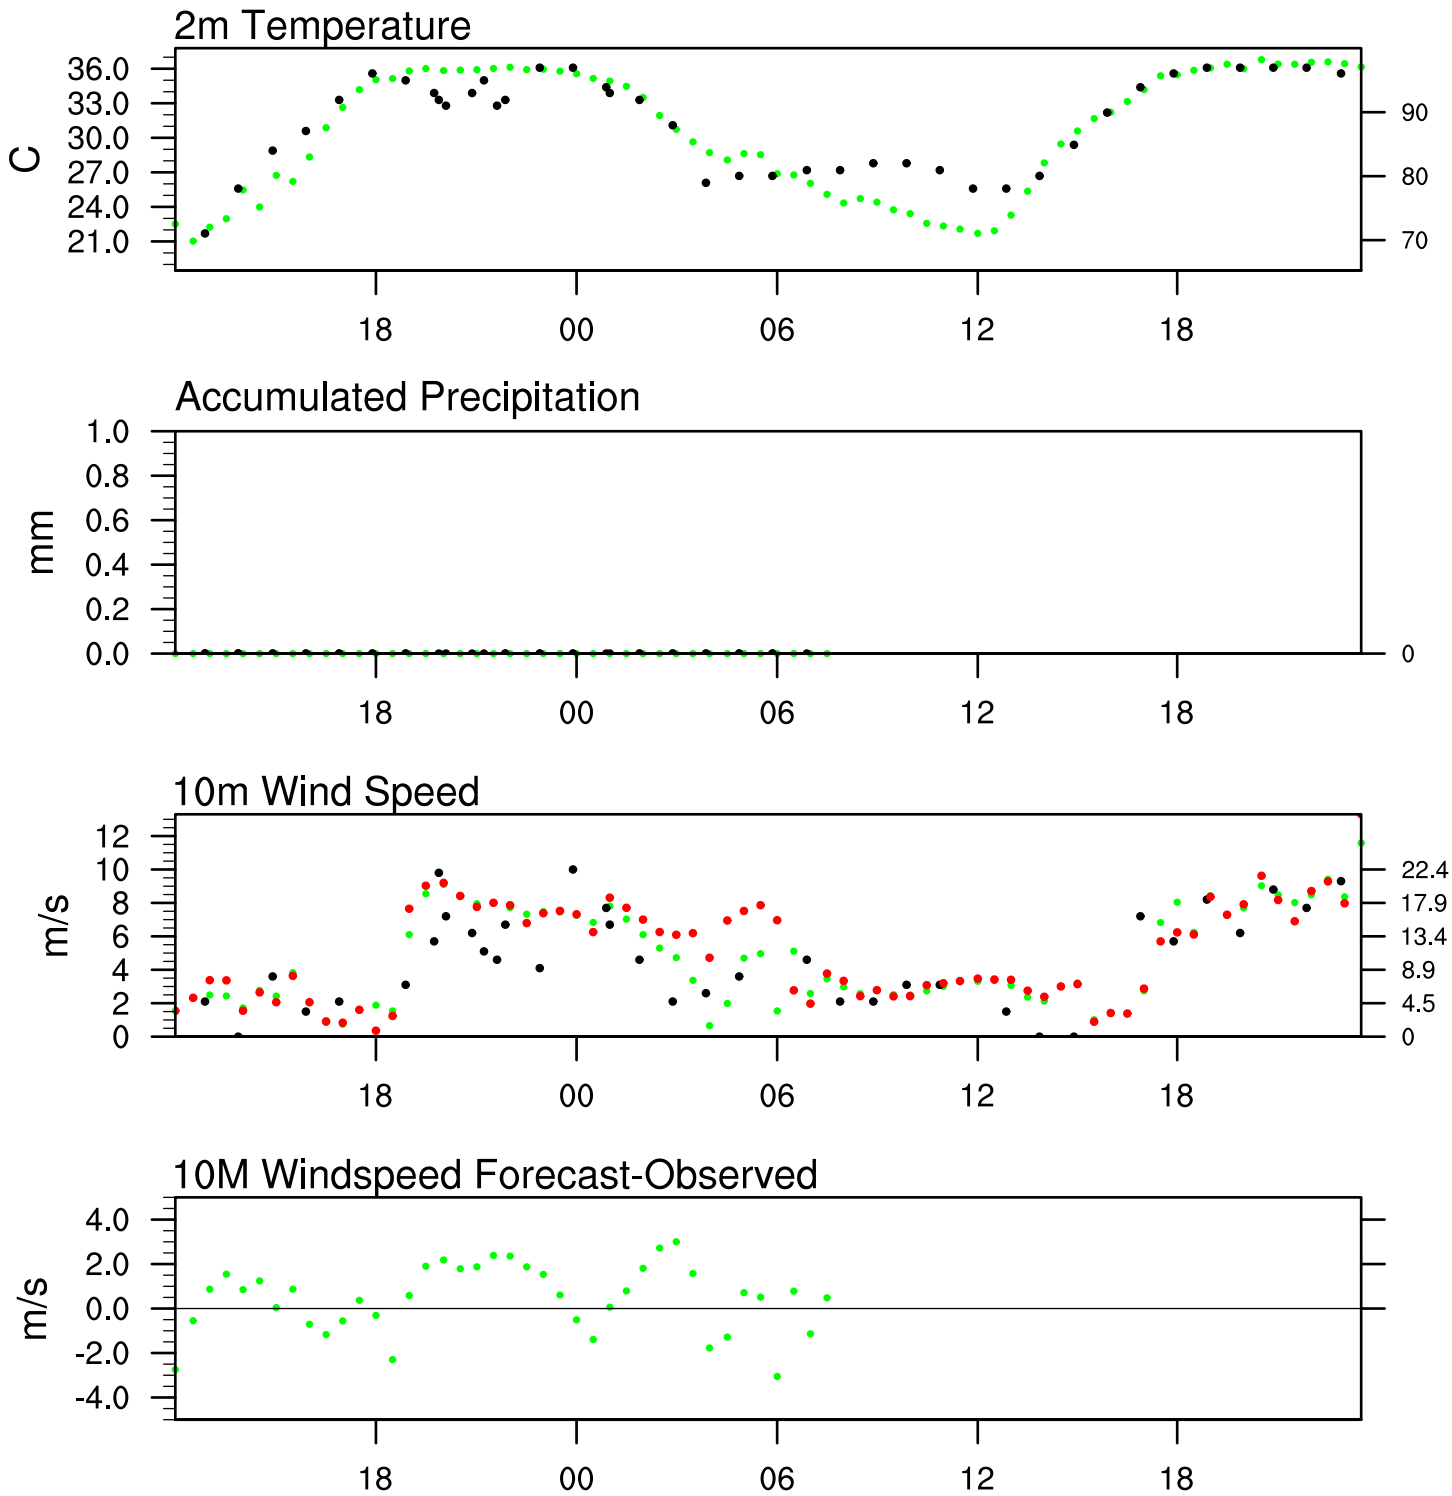 2m Temperature
36.0
33.0
30.0
27.0
24.0
21.0
C
90
80
70
18 00 06 12 18
Accumulated Precipitation
1.0
0.8
0.6
0.4
0.2
0.0
mm
0
18 00 06 12 18
10m Wind Speed
12
10
8
6
4
2
0
m/s
22.4
17.9
13.4
8.9
4.5
0
18 00 06 12 18
10M Windspeed Forecast-Observed
4.0
2.0
0.0
-2.0
-4.0
m/s
18 00 06 12 18